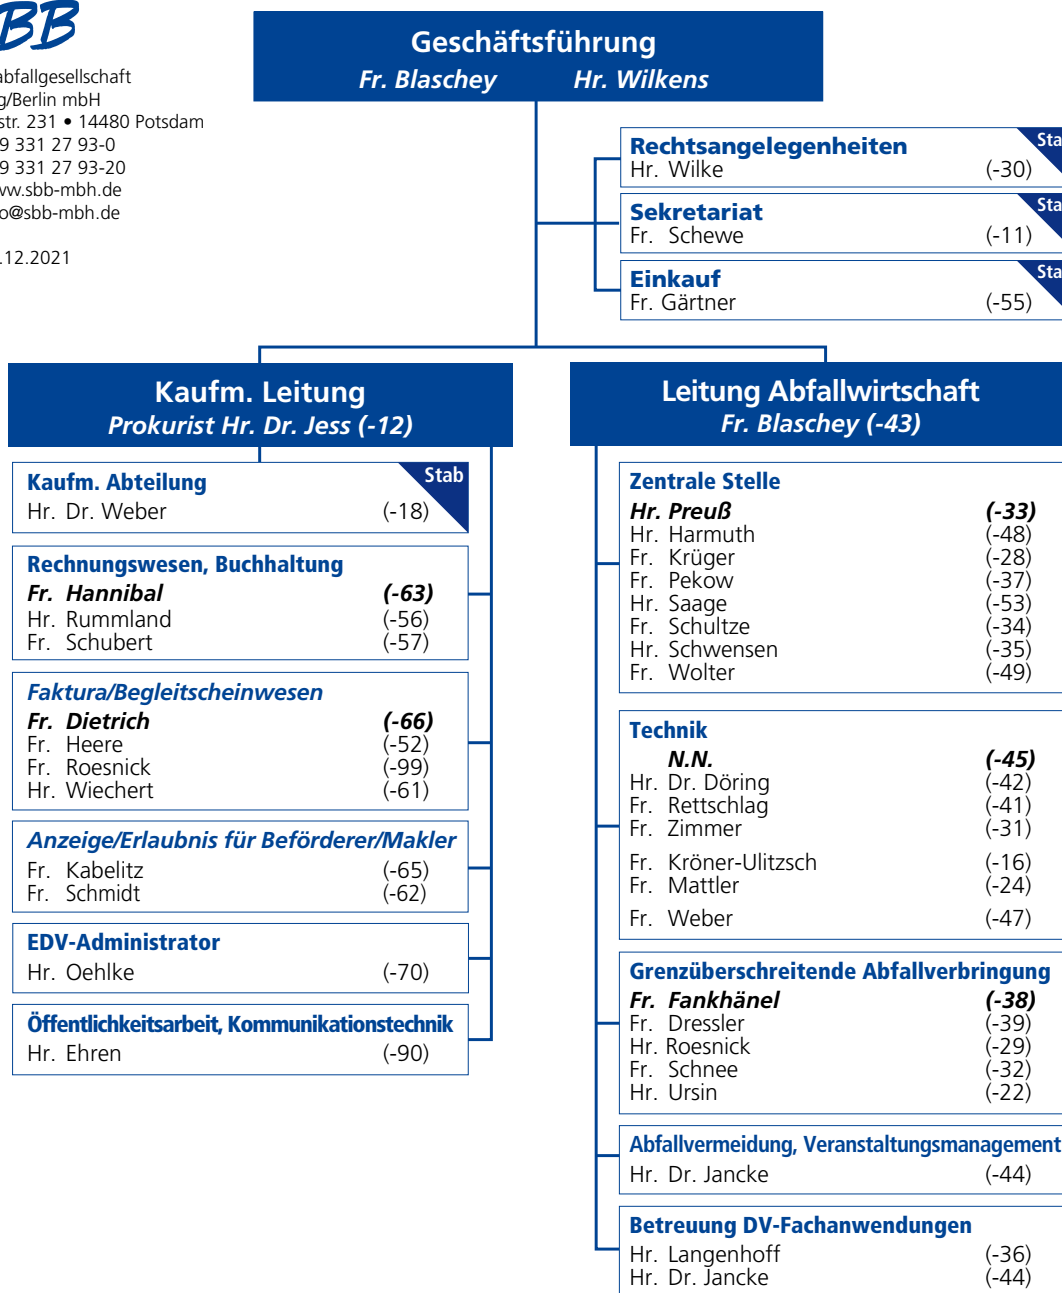 BB
abfallgesellschaft
g/Berlin mbH
str. 231 • 14480 Potsdam
9 331 27 93-0
9 331 27 93-20
ww.sbb-mbh.de
o@sbb-mbh.de
.12.2021
Geschäftsführung
Fr. Blaschey Hr. Wilkens
Rechtsangelegenheiten Sta
Hr. Wilke (-30)
Sekretariat Sta
Fr. Schewe (-11)
Einkauf Sta
Fr. Gärtner (-55)
Kaufm. Leitung
Prokurist Hr. Dr. Jess (-12)
Kaufm. Abteilung Stab
Hr. Dr. Weber (-18)
Rechnungswesen, Buchhaltung
Fr. Hannibal (-63)
Hr. Rummland (-56)
Fr. Schubert (-57)
Faktura/Begleitscheinwesen
Fr. Dietrich (-66)
Fr. Heere (-52)
Fr. Roesnick (-99)
Hr. Wiechert (-61)
Anzeige/Erlaubnis für Beförderer/Makler
Fr. Kabelitz (-65)
Fr. Schmidt (-62)
EDV-Administrator
Hr. Oehlke (-70)
Öffentlichkeitsarbeit, Kommunikationstechnik
Hr. Ehren (-90)
Leitung Abfallwirtschaft
Fr. Blaschey (-43)
Zentrale Stelle
Hr. Preuß (-33)
Hr. Harmuth (-48)
Fr. Krüger (-28)
Fr. Pekow (-37)
Hr. Saage (-53)
Fr. Schultze (-34)
Hr. Schwensen (-35)
Fr. Wolter (-49)
Technik
N.N. (-45)
Hr. Dr. Döring (-42)
Fr. Rettschlag (-41)
Fr. Zimmer (-31)
Fr. Kröner-Ulitzsch (-16)
Fr. Mattler (-24)
Fr. Weber (-47)
Grenzüberschreitende Abfallverbringung
Fr. Fankhänel (-38)
Fr. Dressler (-39)
Hr. Roesnick (-29)
Fr. Schnee (-32)
Hr. Ursin (-22)
Abfallvermeidung, Veranstaltungsmanagement
Hr. Dr. Jancke (-44)
Betreuung DV-Fachanwendungen
Hr. Langenhoff (-36)
Hr. Dr. Jancke (-44)